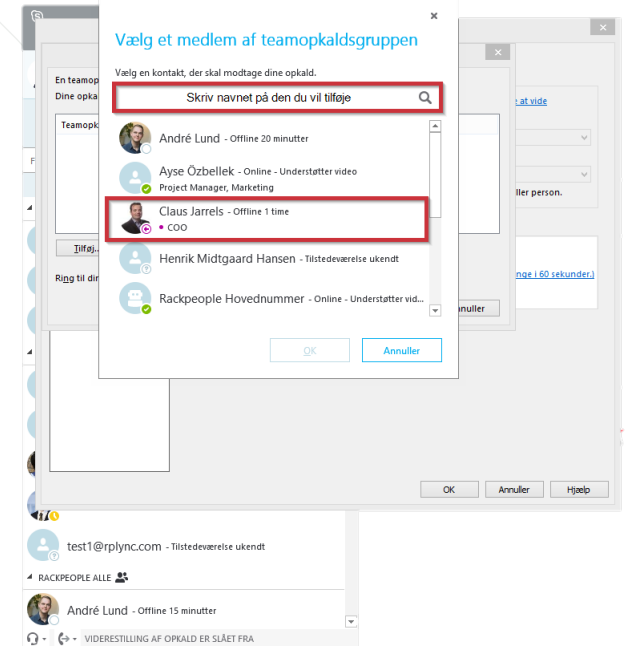 Vælg et medlem af teamopkaldsgruppen
Vælg en kontakt, der skal modtage dine opkald.
Skriv navnet på den du vil tilføje
André Lund - Offline 20 minutter
Ayse Özbellek - Online - Understøtter video
Project Manager, Marketing
Claus Jarrels - Offline 1 time
• COO
Henrik Midtgaard Hansen - Tilstedeværelse ukendt
Rackpeople Hovednummer - Online - Understøtter vid...
OK
Annuller
En teamop
Dine opka
Teamopk
Tilføj...
Ring til dir
nnuller
at vide
ller person.
nge i 60 sekunder.)
OK
Annuller
Hjælp
test1@rplync.com - Tilstedeværelse ukendt
RACKPEOPLE ALLE
André Lund - Offline 15 minutter
VIDERESTILLING AF OPKALD ER SLÅET FRA